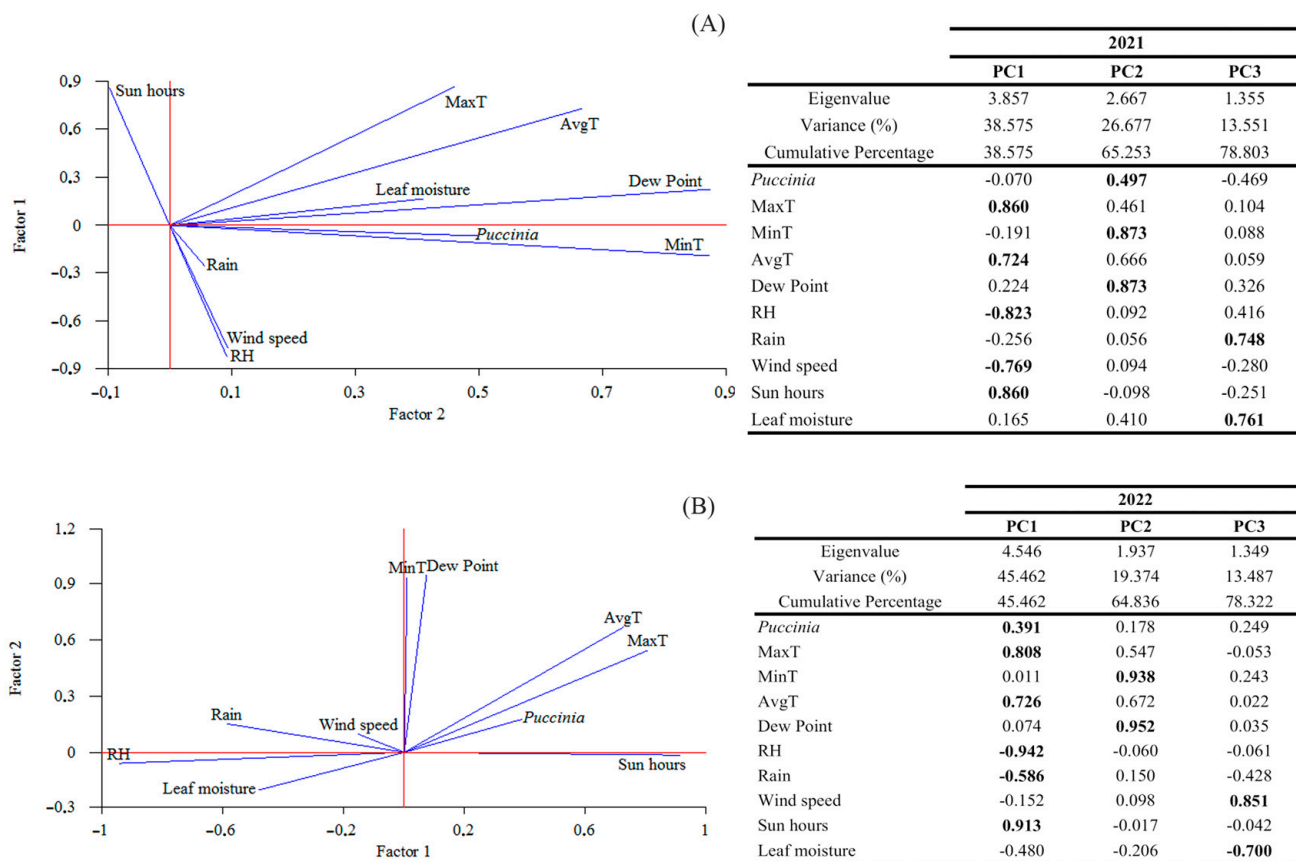 (A)
0.9
0.6
0.3
0
−0.3
−0.6
−0.9
Factor 1
Sun hours
MaxT
AvgT
Leaf moisture
Dew Point
Puccinia
MinT
Rain
Wind speed
RH
−0.1 0.1 0.3 0.5 0.7 0.9
Factor 2
2021
PC1 PC2 PC3
Eigenvalue 3.857 2.667 1.355
Variance (%) 38.575 26.677 13.551
Cumulative Percentage 38.575 65.253 78.803
Puccinia -0.070 0.497 -0.469
MaxT 0.860 0.461 0.104
MinT -0.191 0.873 0.088
AvgT 0.724 0.666 0.059
Dew Point 0.224 0.873 0.326
RH -0.823 0.092 0.416
Rain -0.256 0.056 0.748
Wind speed -0.769 0.094 -0.280
Sun hours 0.860 -0.098 -0.251
Leaf moisture 0.165 0.410 0.761
(B)
1.2
0.9
0.6
0.3
0
−0.3
Factor 2
MinT Dew Point
AvgT
MaxT
Rain
Wind speed
Puccinia
RH
Sun hours
Leaf moisture
−1 −0.6 −0.2 0.2 0.6 1
Factor 1
2022
PC1 PC2 PC3
Eigenvalue 4.546 1.937 1.349
Variance (%) 45.462 19.374 13.487
Cumulative Percentage 45.462 64.836 78.322
Puccinia 0.391 0.178 0.249
MaxT 0.808 0.547 -0.053
MinT 0.011 0.938 0.243
AvgT 0.726 0.672 0.022
Dew Point 0.074 0.952 0.035
RH -0.942 -0.060 -0.061
Rain -0.586 0.150 -0.428
Wind speed -0.152 0.098 0.851
Sun hours 0.913 -0.017 -0.042
Leaf moisture -0.480 -0.206 -0.700